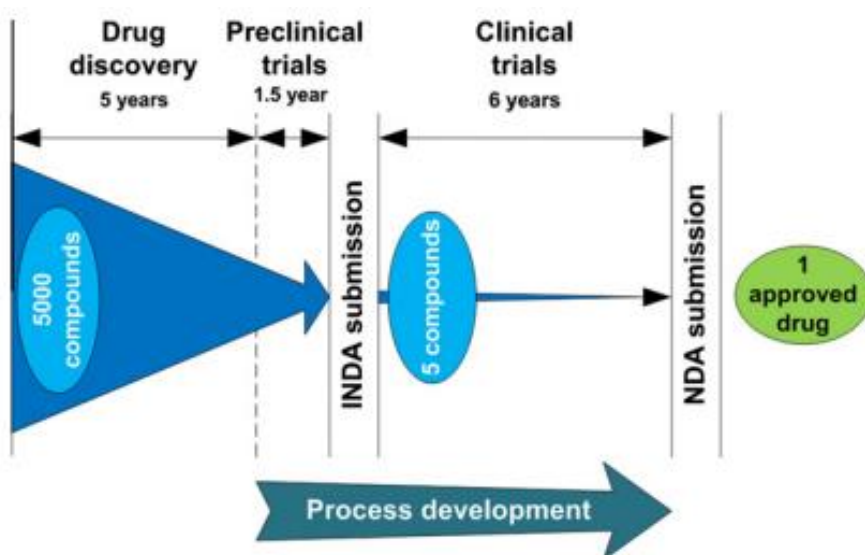 Drug
discovery
5 years
Preclinical
trials
1.5 year
Clinical
trials
6 years
5000
compounds
INDA submission
5 compounds
NDA submission
1
approved
drug
Process development